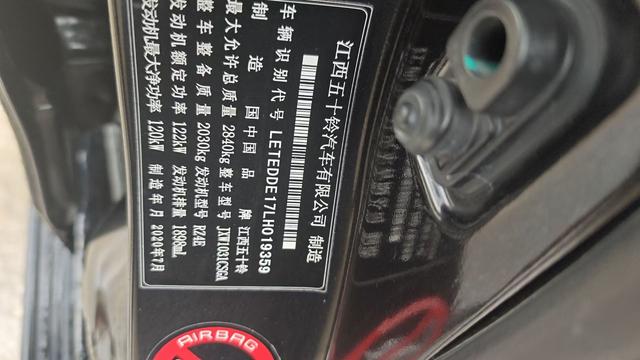 江西五十铃汽车有限公司 制造
车辆识别代号 LETEDDE17LH019359
制造国 中国 品牌 江西五十铃
最大允许总质量 2840kg 整车型号 JXW1031CSGA
整车整备质量 2030kg 发动机型号 RZ4E
发动机额定功率 122kW 发动机排量 1898mL
发动机最大净功率 120kW 制造年月 2020年7月
AIRBAG